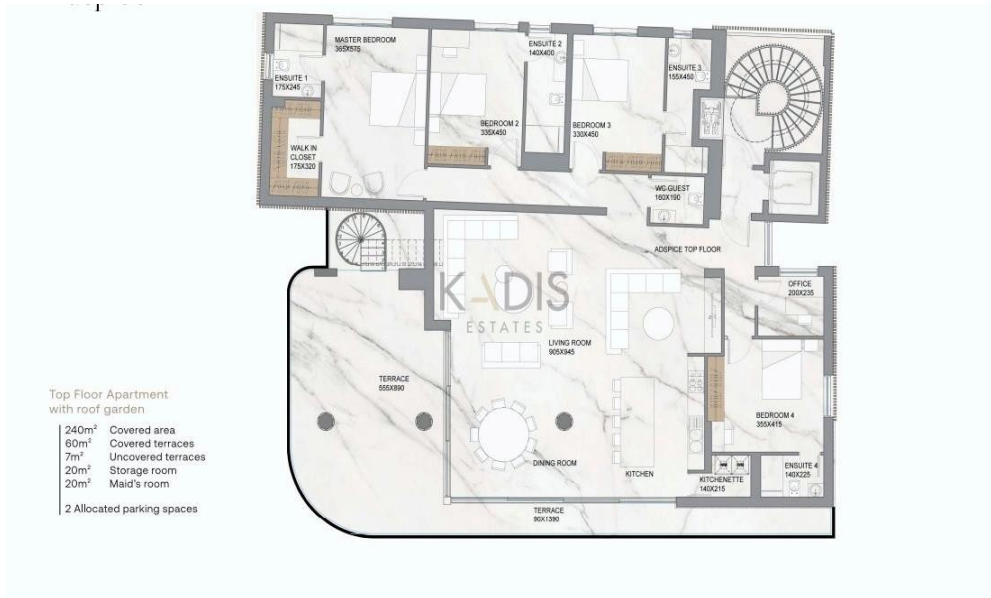 MASTER BEDROOM
365X575
ENSUITE 1
175X245
WALK IN
CLOSET
175X320
BEDROOM 2
335X450
ENSUITE 2
140X400
BEDROOM 3
330X450
ENSUITE 3
155X450
WC-GUEST
160X190
ADSPICE TOP FLOOR
OFFICE
200X235
KADIS
ESTATES
LIVING ROOM
905X945
TERRACE
555X890
BEDROOM 4
355X415
DINING ROOM
KITCHEN
KITCHENETTE
140X215
ENSUITE 4
140X225
TERRACE
90X1390
Top Floor Apartment
with roof garden
240m² Covered area
60m² Covered terraces
7m² Uncovered terraces
20m² Storage room
20m² Maid's room
2 Allocated parking spaces